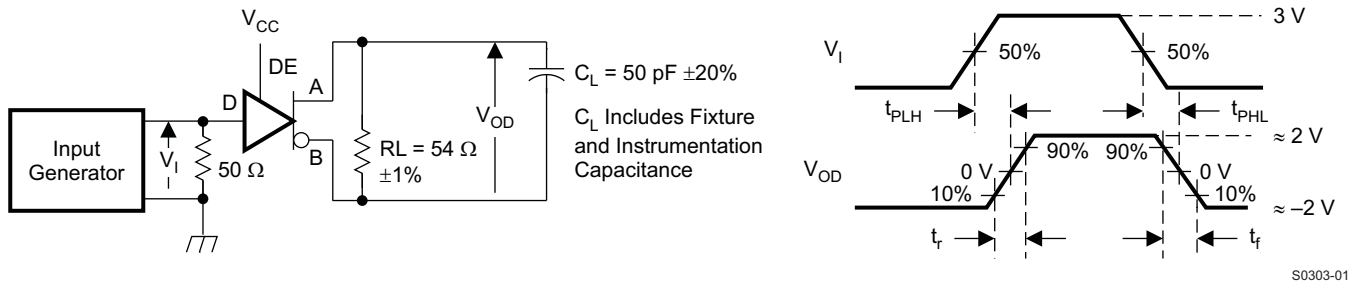 V_CC
DE
D
A
B
Input
Generator
V_I
50 Ω
RL = 54 Ω
±1%
V_OD
C_L = 50 pF ±20%
C_L Includes Fixture
and Instrumentation
Capacitance
3 V
V_I
50%
50%
t_PLH
t_PHL
≈ 2 V
90%
90%
V_OD
0 V
0 V
10%
10%
≈ –2 V
t_r
t_f
S0303-01